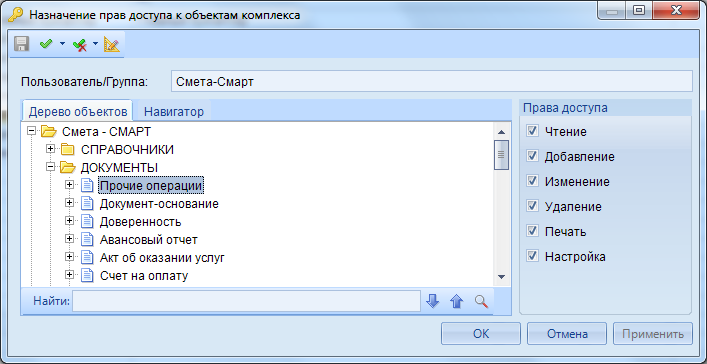 Назначение прав доступа к объектам комплекса
Пользователь/Группа: Смета-Смарт
Дерево объектов Навигатор
Смета - СМАРТ
СПРАВОЧНИКИ
ДОКУМЕНТЫ
Прочие операции
Документ-основание
Доверенность
Авансовый отчет
Акт об оказании услуг
Счет на оплату
Найти:
Права доступа
Чтение
Добавление
Изменение
Удаление
Печать
Настройка
ОК Отмена Применить